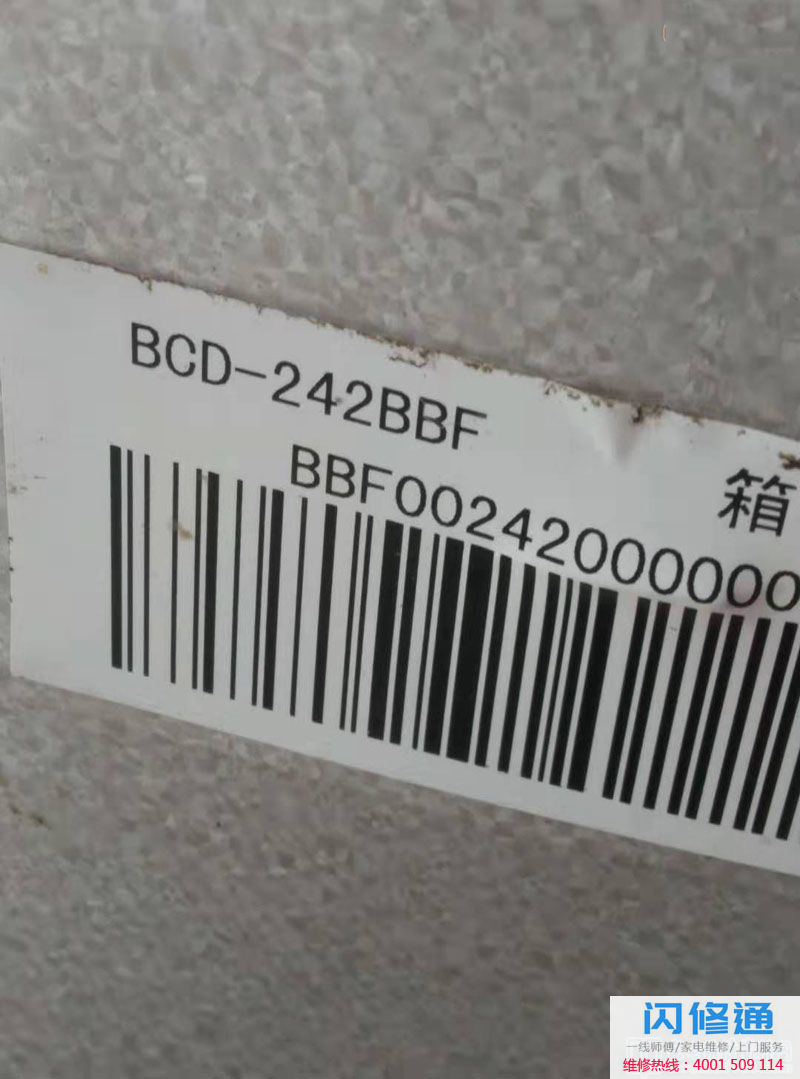 BCD-242BBF
箱
BBF00242000000
闪修通
一线师傅/家电维修/上门服务
维修热线：4001 509 114